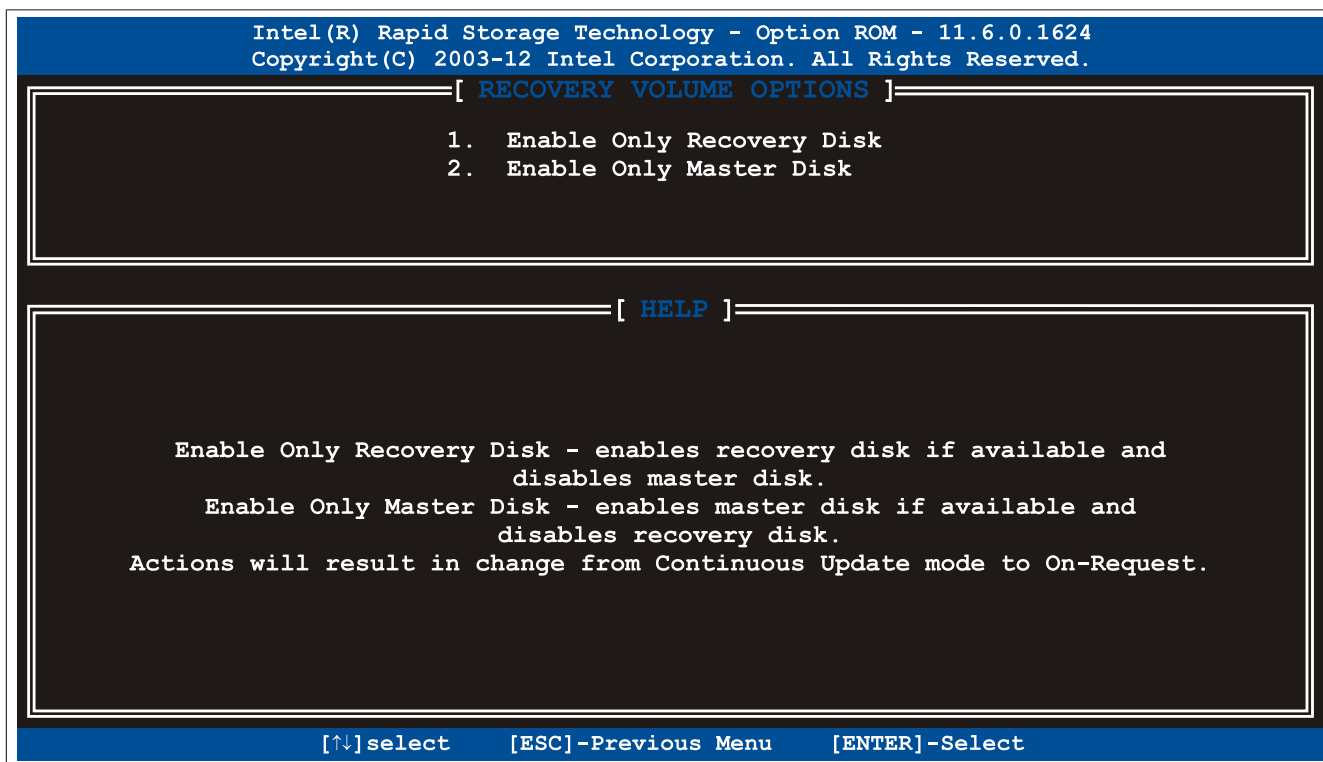 Intel(R) Rapid Storage Technology - Option ROM - 11.6.0.1624
Copyright(C) 2003-12 Intel Corporation. All Rights Reserved.
[ RECOVERY VOLUME OPTIONS ]
1. Enable Only Recovery Disk
2. Enable Only Master Disk
[ HELP ]
Enable Only Recovery Disk - enables recovery disk if available and
disables master disk.
Enable Only Master Disk - enables master disk if available and
disables recovery disk.
Actions will result in change from Continuous Update mode to On-Request.
[↑↓]select [ESC]-Previous Menu [ENTER]-Select